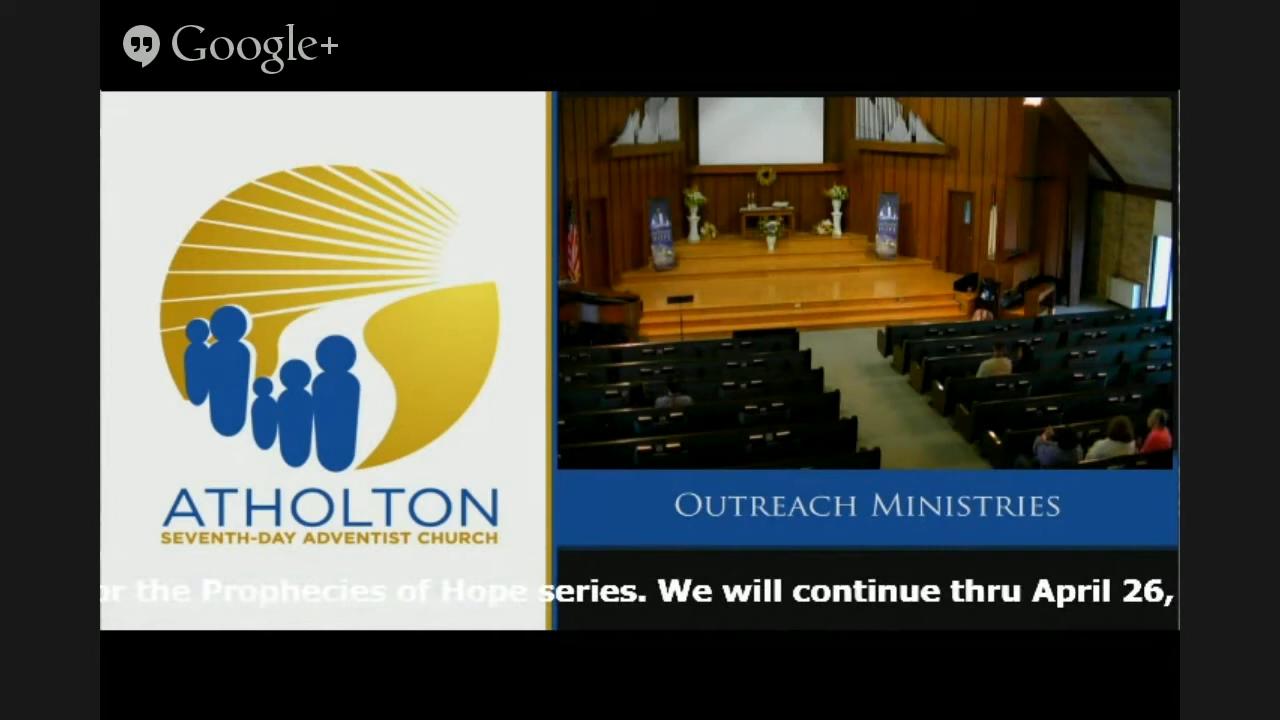 Google+
ATHOLTON
SEVENTH-DAY ADVENTIST CHURCH
OUTREACH MINISTRIES
the Prophecies of Hope series. We will continue thru April 26,